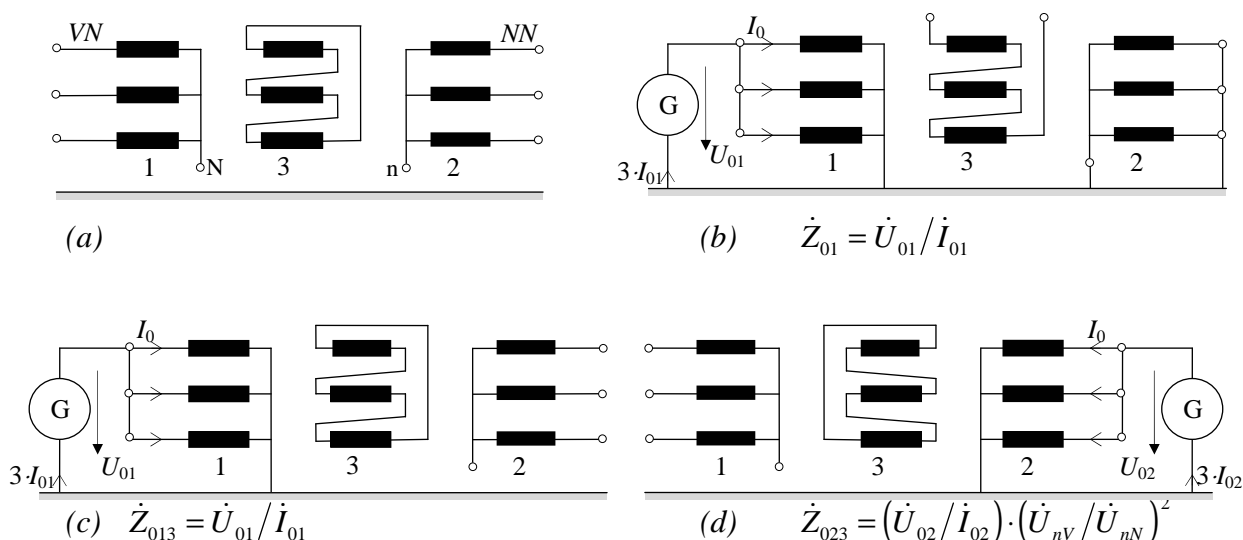 VN
NN
1
N
3
n
2
(a)
I₀
G
U₀₁
3·I₀₁
1
3
2
(b) Ż₀₁ = U̇₀₁/İ₀₁
I₀
G
U₀₁
3·I₀₁
1
3
2
(c) Ż₀₁₃ = U̇₀₁/İ₀₁
I₀
G
1
3
2
U₀₂
3·I₀₂
(d) Ż₀₂₃ = (U̇₀₂/İ₀₂)·(U̇ₙV/U̇ₙN)²